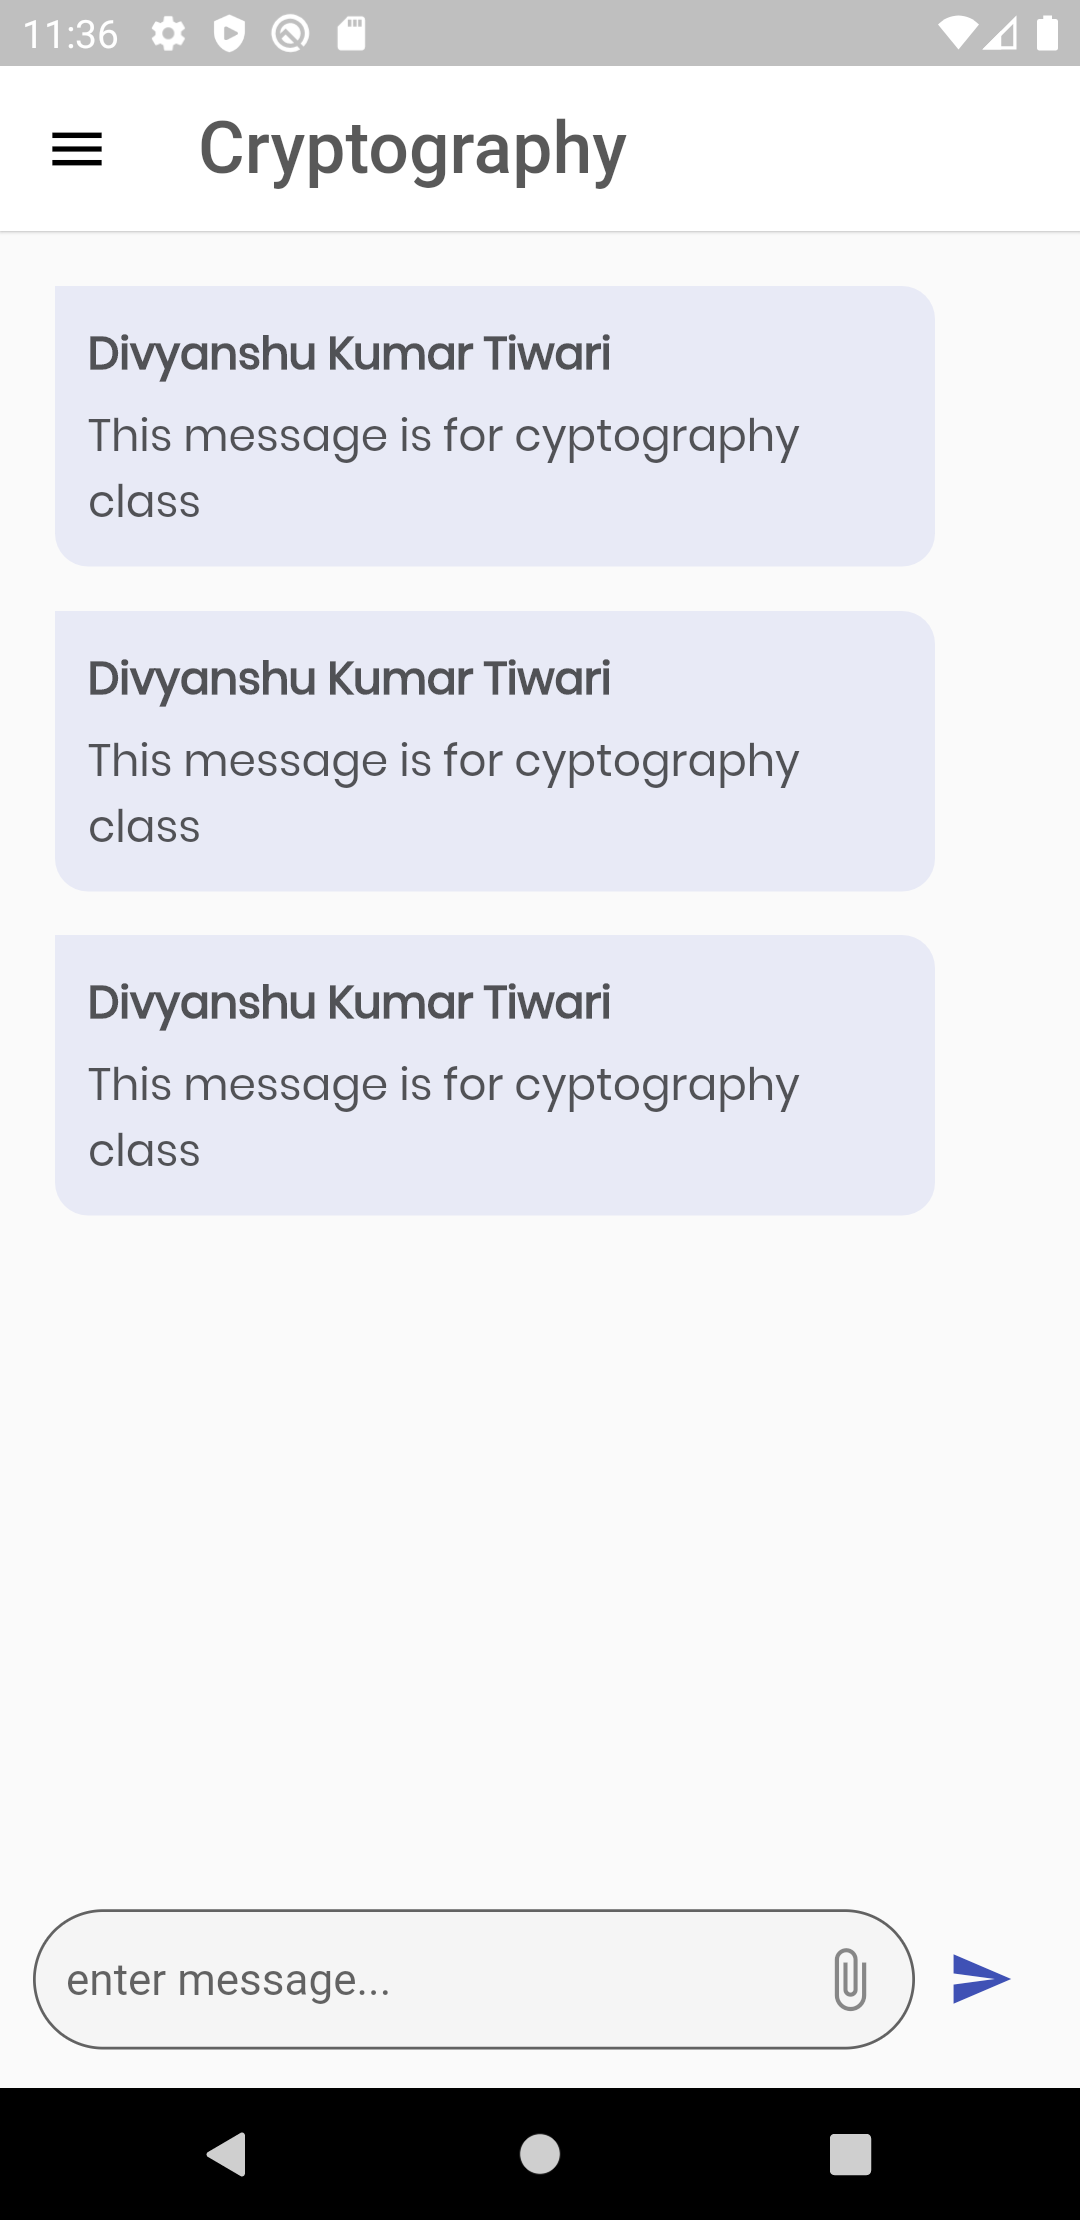 11:36
Cryptography
Divyanshu Kumar Tiwari
This message is for cyptography
class
Divyanshu Kumar Tiwari
This message is for cyptography
class
Divyanshu Kumar Tiwari
This message is for cyptography
class
enter message...